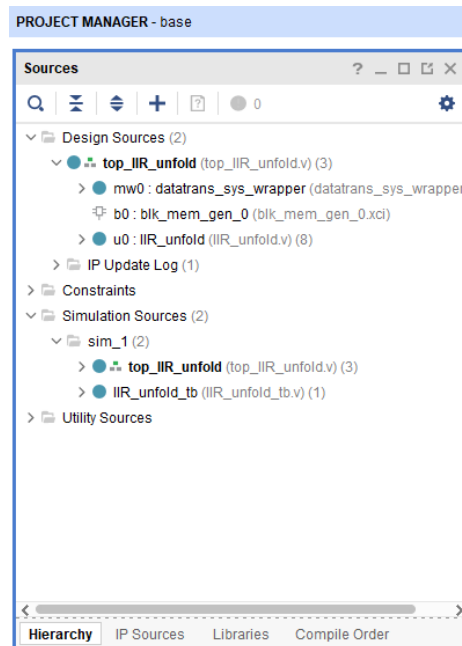 PROJECT MANAGER - base
Sources
? _
0
Design Sources (2)
top_IIR_unfold (top_IIR_unfold.v) (3)
mw0 : datatrans_sys_wrapper (datatrans_sys_wrapper
b0 : blk_mem_gen_0 (blk_mem_gen_0.xci)
u0 : IIR_unfold (IIR_unfold.v) (8)
IP Update Log (1)
Constraints
Simulation Sources (2)
sim_1 (2)
top_IIR_unfold (top_IIR_unfold.v) (3)
IIR_unfold_tb (IIR_unfold_tb.v) (1)
Utility Sources
Hierarchy IP Sources Libraries Compile Order